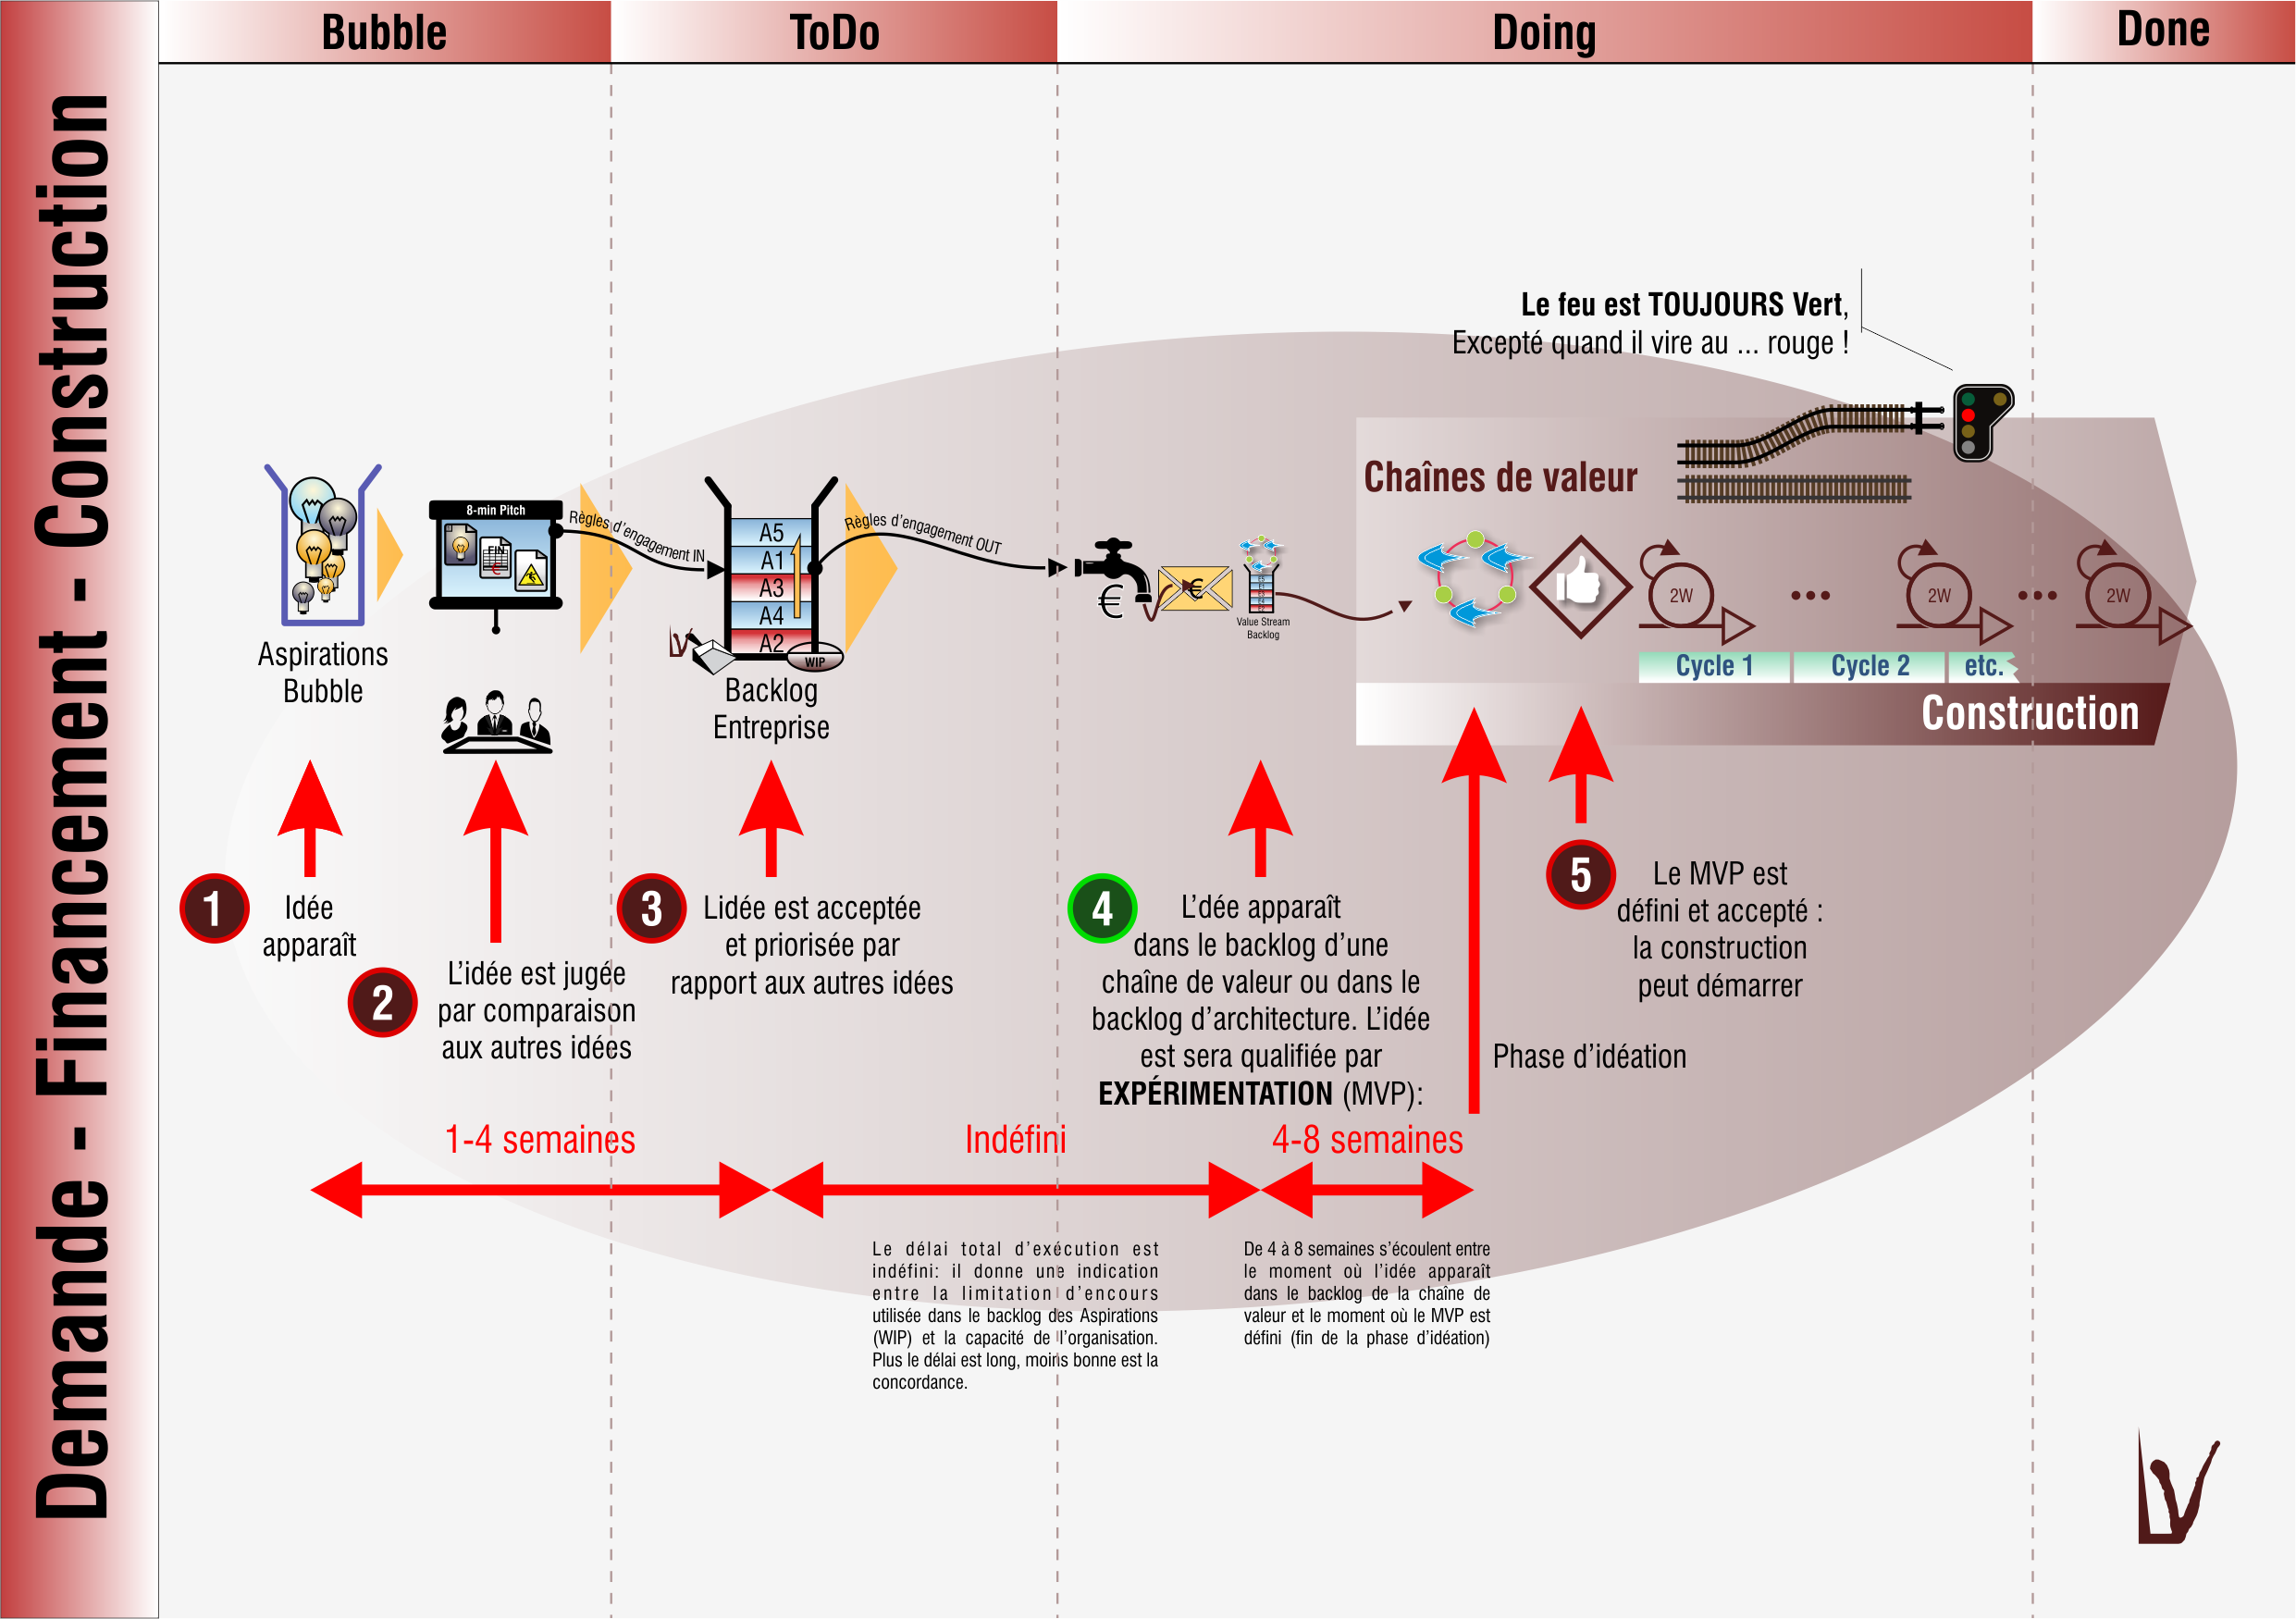 Bubble
ToDo
Doing
Done
Demande - Financement - Construction
Le feu est TOUJOURS Vert,
Excepté quand il vire au ... rouge !
Chaînes de valeur
8-min Pitch
FIN
€
Règles d'engagement IN
A5
A1
A3
A4
A2
WIP
Règles d'engagement OUT
€
€
Value Stream
Backlog
2W
...
2W
...
2W
Cycle 1
Cycle 2
etc.
Construction
Aspirations
Bubble
Backlog
Entreprise
1
Idée
apparaît
2
L'idée est jugée
par comparaison
aux autres idées
3
Lidée est acceptée
et priorisée par
rapport aux autres idées
4
L'dée apparaît
dans le backlog d'une
chaîne de valeur ou dans le
backlog d'architecture. L'idée
est sera qualifiée par
EXPÉRIMENTATION (MVP):
5
Le MVP est
défini et accepté :
la construction
peut démarrer
Phase d'idéation
1-4 semaines
Indéfini
4-8 semaines
Le délai total d'exécution est
indéfini: il donne une indication
entre la limitation d'encours
utilisée dans le backlog des Aspirations
(WIP) et la capacité de l'organisation.
Plus le délai est long, moins bonne est la
concordance.
De 4 à 8 semaines s'écoulent entre
le moment où l'idée apparaît
dans le backlog de la chaîne de
valeur et le moment où le MVP est
défini (fin de la phase d'idéation)
LV